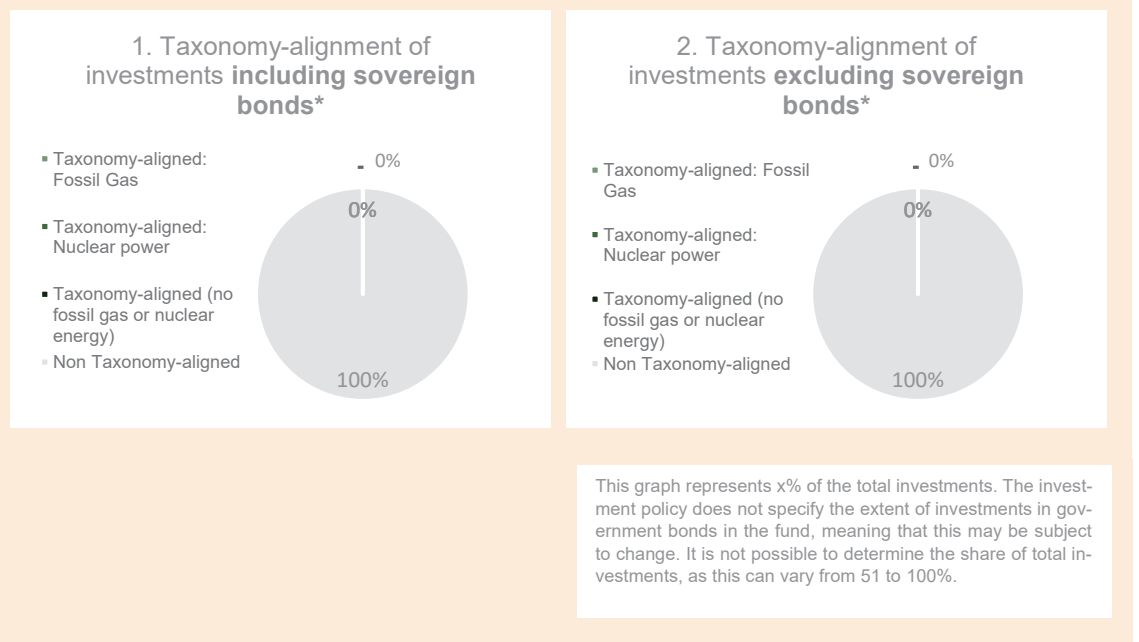 1. Taxonomy-alignment of
investments including sovereign
bonds*
Taxonomy-aligned:
Fossil Gas
Taxonomy-aligned:
Nuclear power
Taxonomy-aligned (no
fossil gas or nuclear
energy)
Non Taxonomy-aligned
- 0%
0%
100%
2. Taxonomy-alignment of
investments excluding sovereign
bonds*
Taxonomy-aligned: Fossil
Gas
Taxonomy-aligned:
Nuclear power
Taxonomy-aligned (no
fossil gas or nuclear
energy)
Non Taxonomy-aligned
- 0%
0%
100%
This graph represents x% of the total investments. The invest-
ment policy does not specify the extent of investments in gov-
ernment bonds in the fund, meaning that this may be subject
to change. It is not possible to determine the share of total in-
vestments, as this can vary from 51 to 100%.